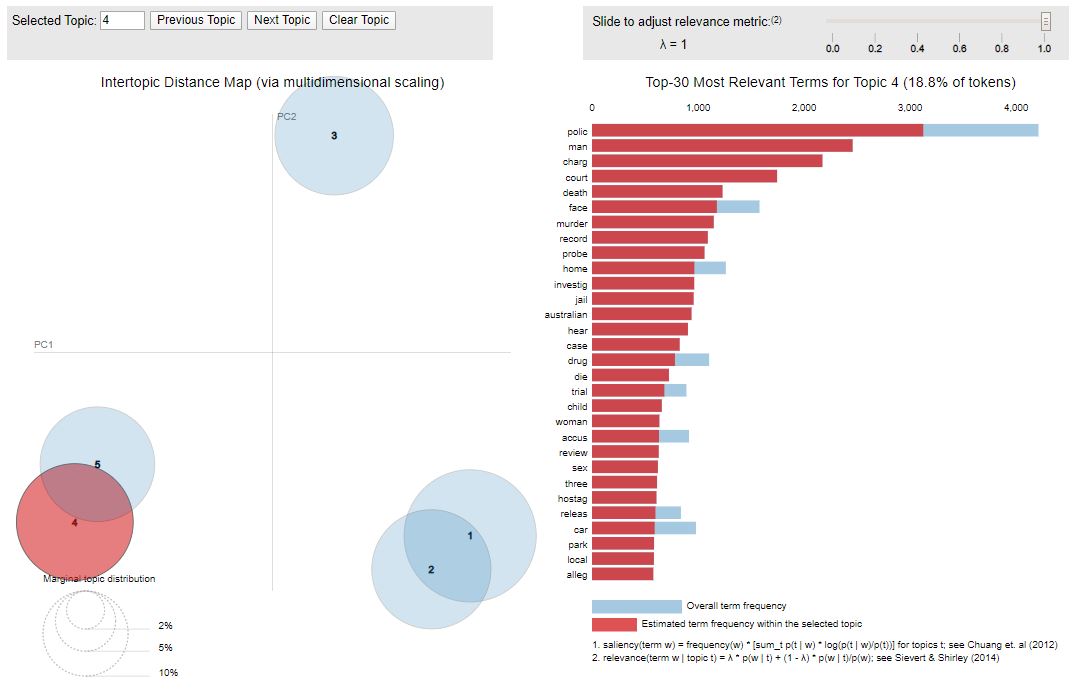 Selected Topic: 4 Previous Topic Next Topic Clear Topic
Slide to adjust relevance metric:(2)
λ = 1
0.0 0.2 0.4 0.6 0.8 1.0
Intertopic Distance Map (via multidimensional scaling)
PC2
PC1
3
5
4
1
2
Marginal topic distribution
2%
5%
10%
Top-30 Most Relevant Terms for Topic 4 (18.8% of tokens)
0 1,000 2,000 3,000 4,000
polic
man
charg
court
death
face
murder
record
probe
home
investig
jail
australian
hear
case
drug
die
trial
child
woman
accus
review
sex
three
hostag
releas
car
park
local
alleg
Overall term frequency
Estimated term frequency within the selected topic
1. saliency(term w) = frequency(w) * [sum_t p(t | w) * log(p(t | w)/p(t))] for topics t; see Chuang et. al (2012)
2. relevance(term w | topic t) = λ * p(w | t) + (1 - λ) * p(w | t)/p(w); see Sievert & Shirley (2014)